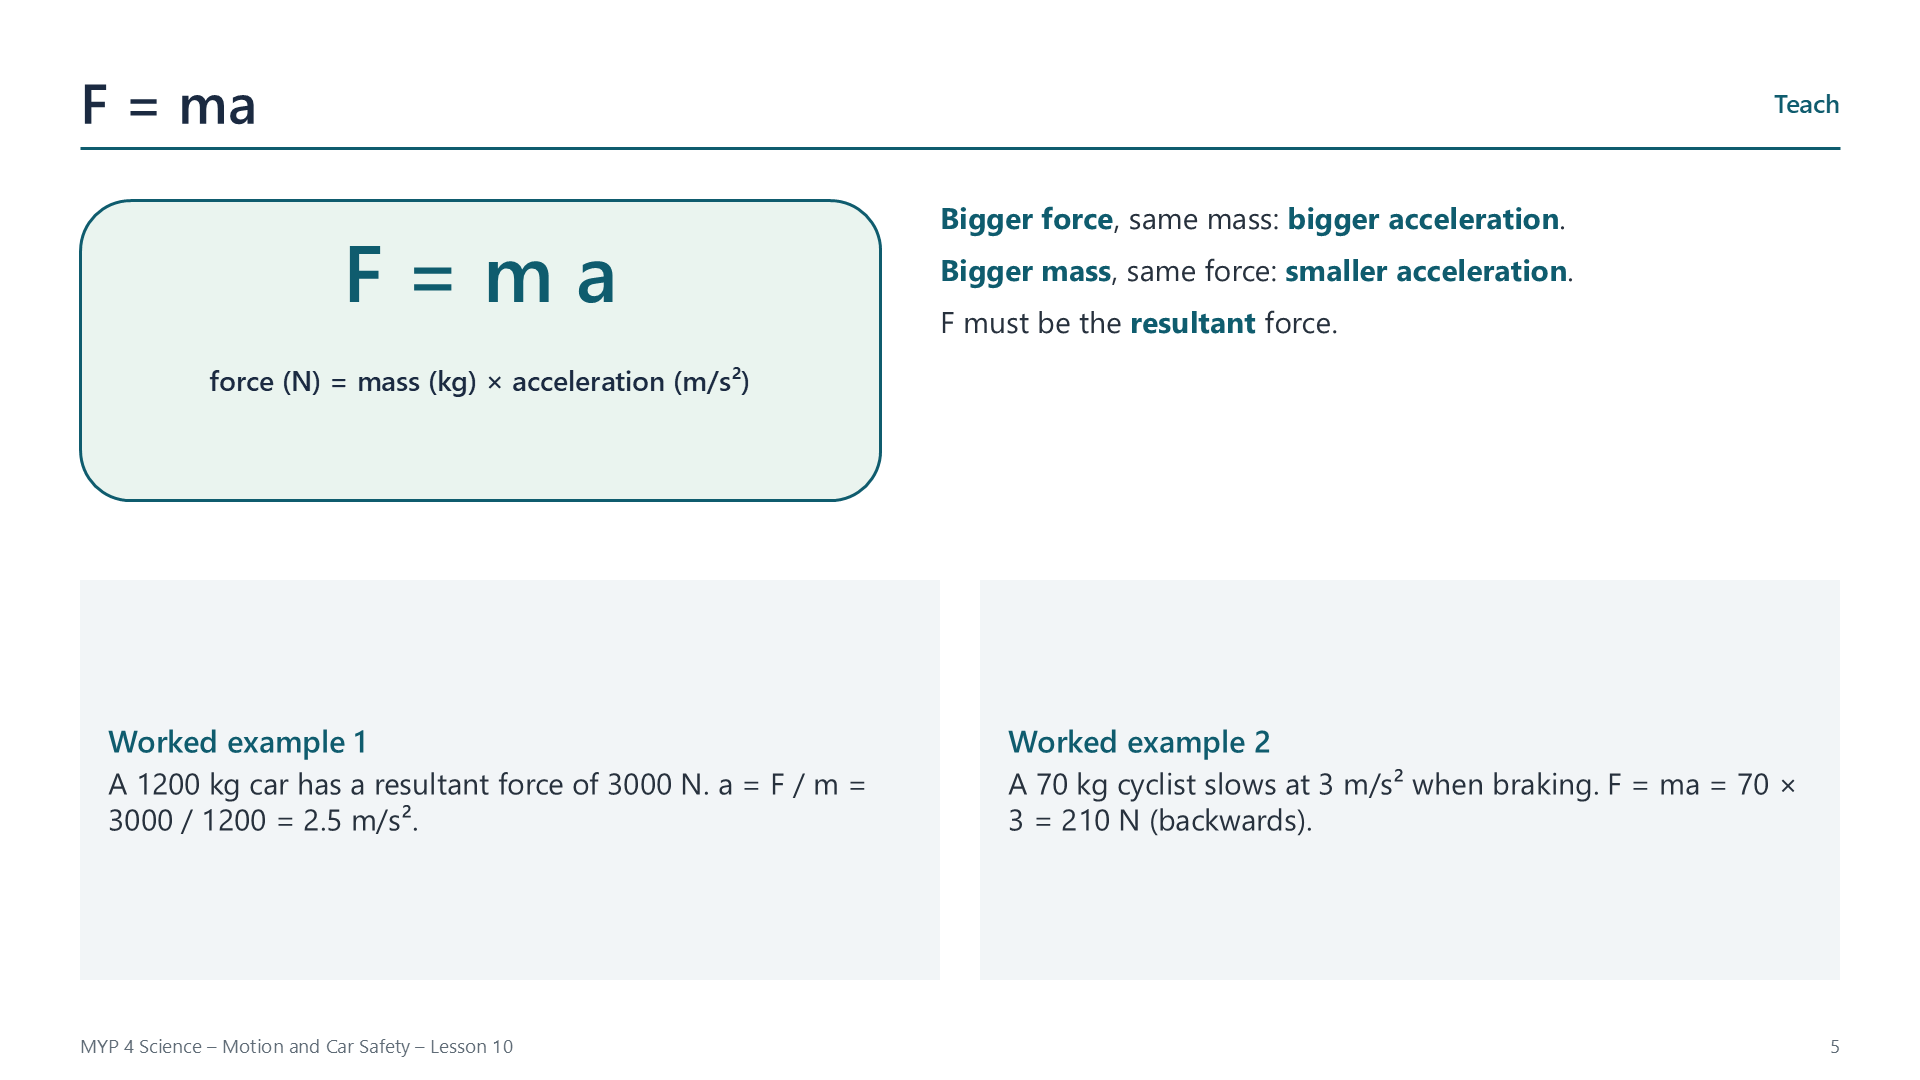 F = ma
Teach
F = m a
force (N) = mass (kg) × acceleration (m/s²)
Bigger force, same mass: bigger acceleration.
Bigger mass, same force: smaller acceleration.
F must be the resultant force.
Worked example 1
A 1200 kg car has a resultant force of 3000 N. a = F / m =
3000 / 1200 = 2.5 m/s².
Worked example 2
A 70 kg cyclist slows at 3 m/s² when braking. F = ma = 70 ×
3 = 210 N (backwards).
MYP 4 Science – Motion and Car Safety – Lesson 10
5